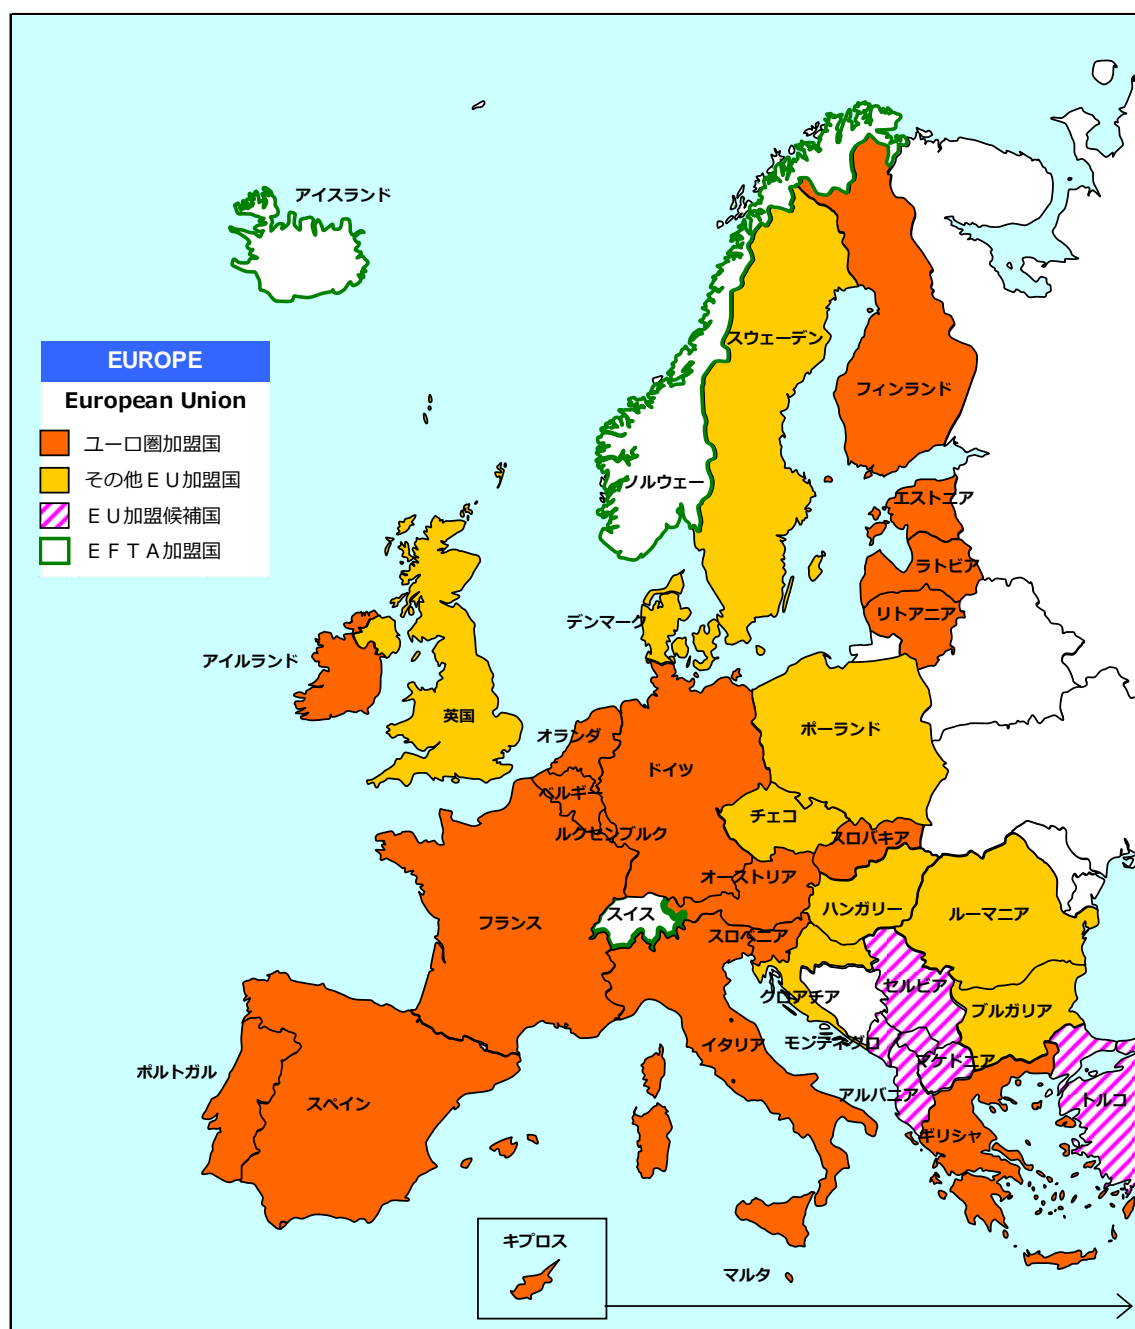 アイスランド
EUROPE
European Union
ユーロ圏加盟国
その他ＥＵ加盟国
ＥＵ加盟候補国
ＥＦＴＡ加盟国
スウェーデン
フィンランド
ノルウェー
エストニア
ラトビア
リトアニア
デンマーク
アイルランド
英国
オランダ
ポーランド
ドイツ
ベルギー
チェコ
ルクセンブルク
スロバキア
オーストリア
スイス
ハンガリー
ルーマニア
フランス
スロベニア
セルビア
クロアチア
ブルガリア
イタリア
モンテネグロ
マケドニア
ポルトガル
スペイン
アルバニア
トルコ
ギリシャ
キプロス
マルタ